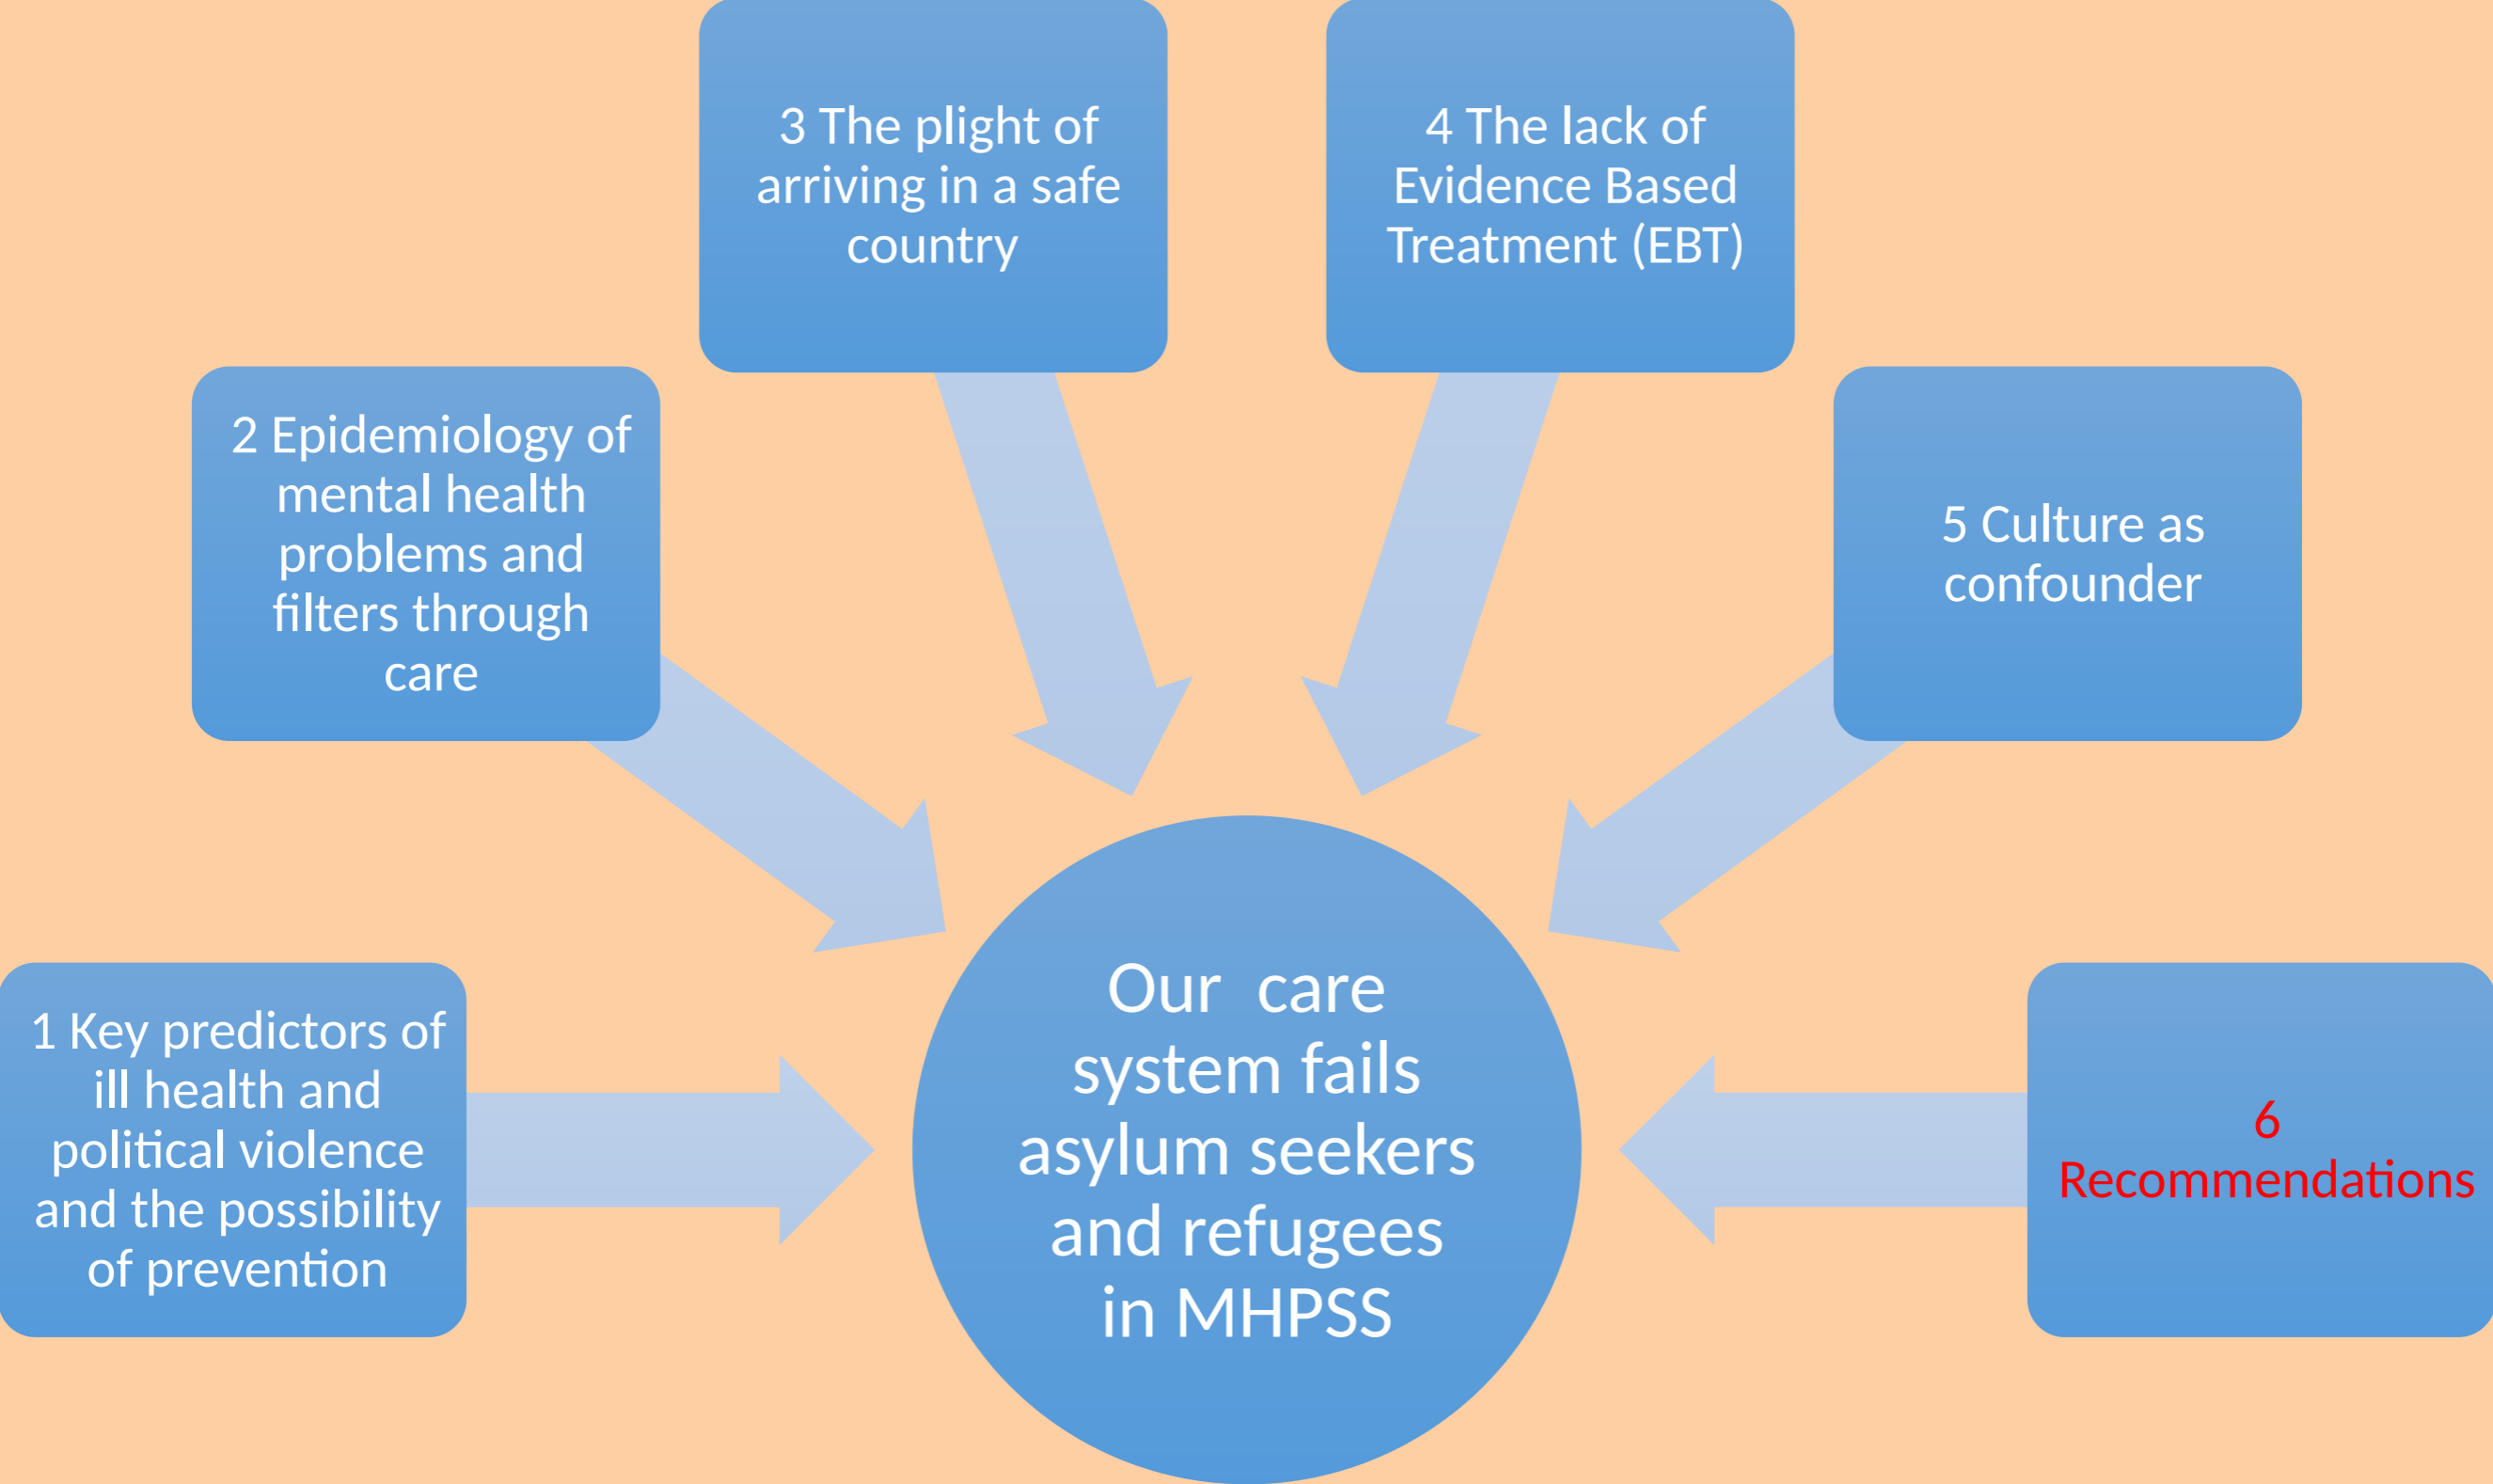 3 The plight of
arriving in a safe
country
4 The lack of
Evidence Based
Treatment (EBT)
2 Epidemiology of
mental health
problems and
filters through
care
5 Culture as
confounder
1 Key predictors of
ill health and
political violence
and the possibility
of prevention
Our  care
system fails
asylum seekers
and refugees
in MHPSS
6
Recommendations